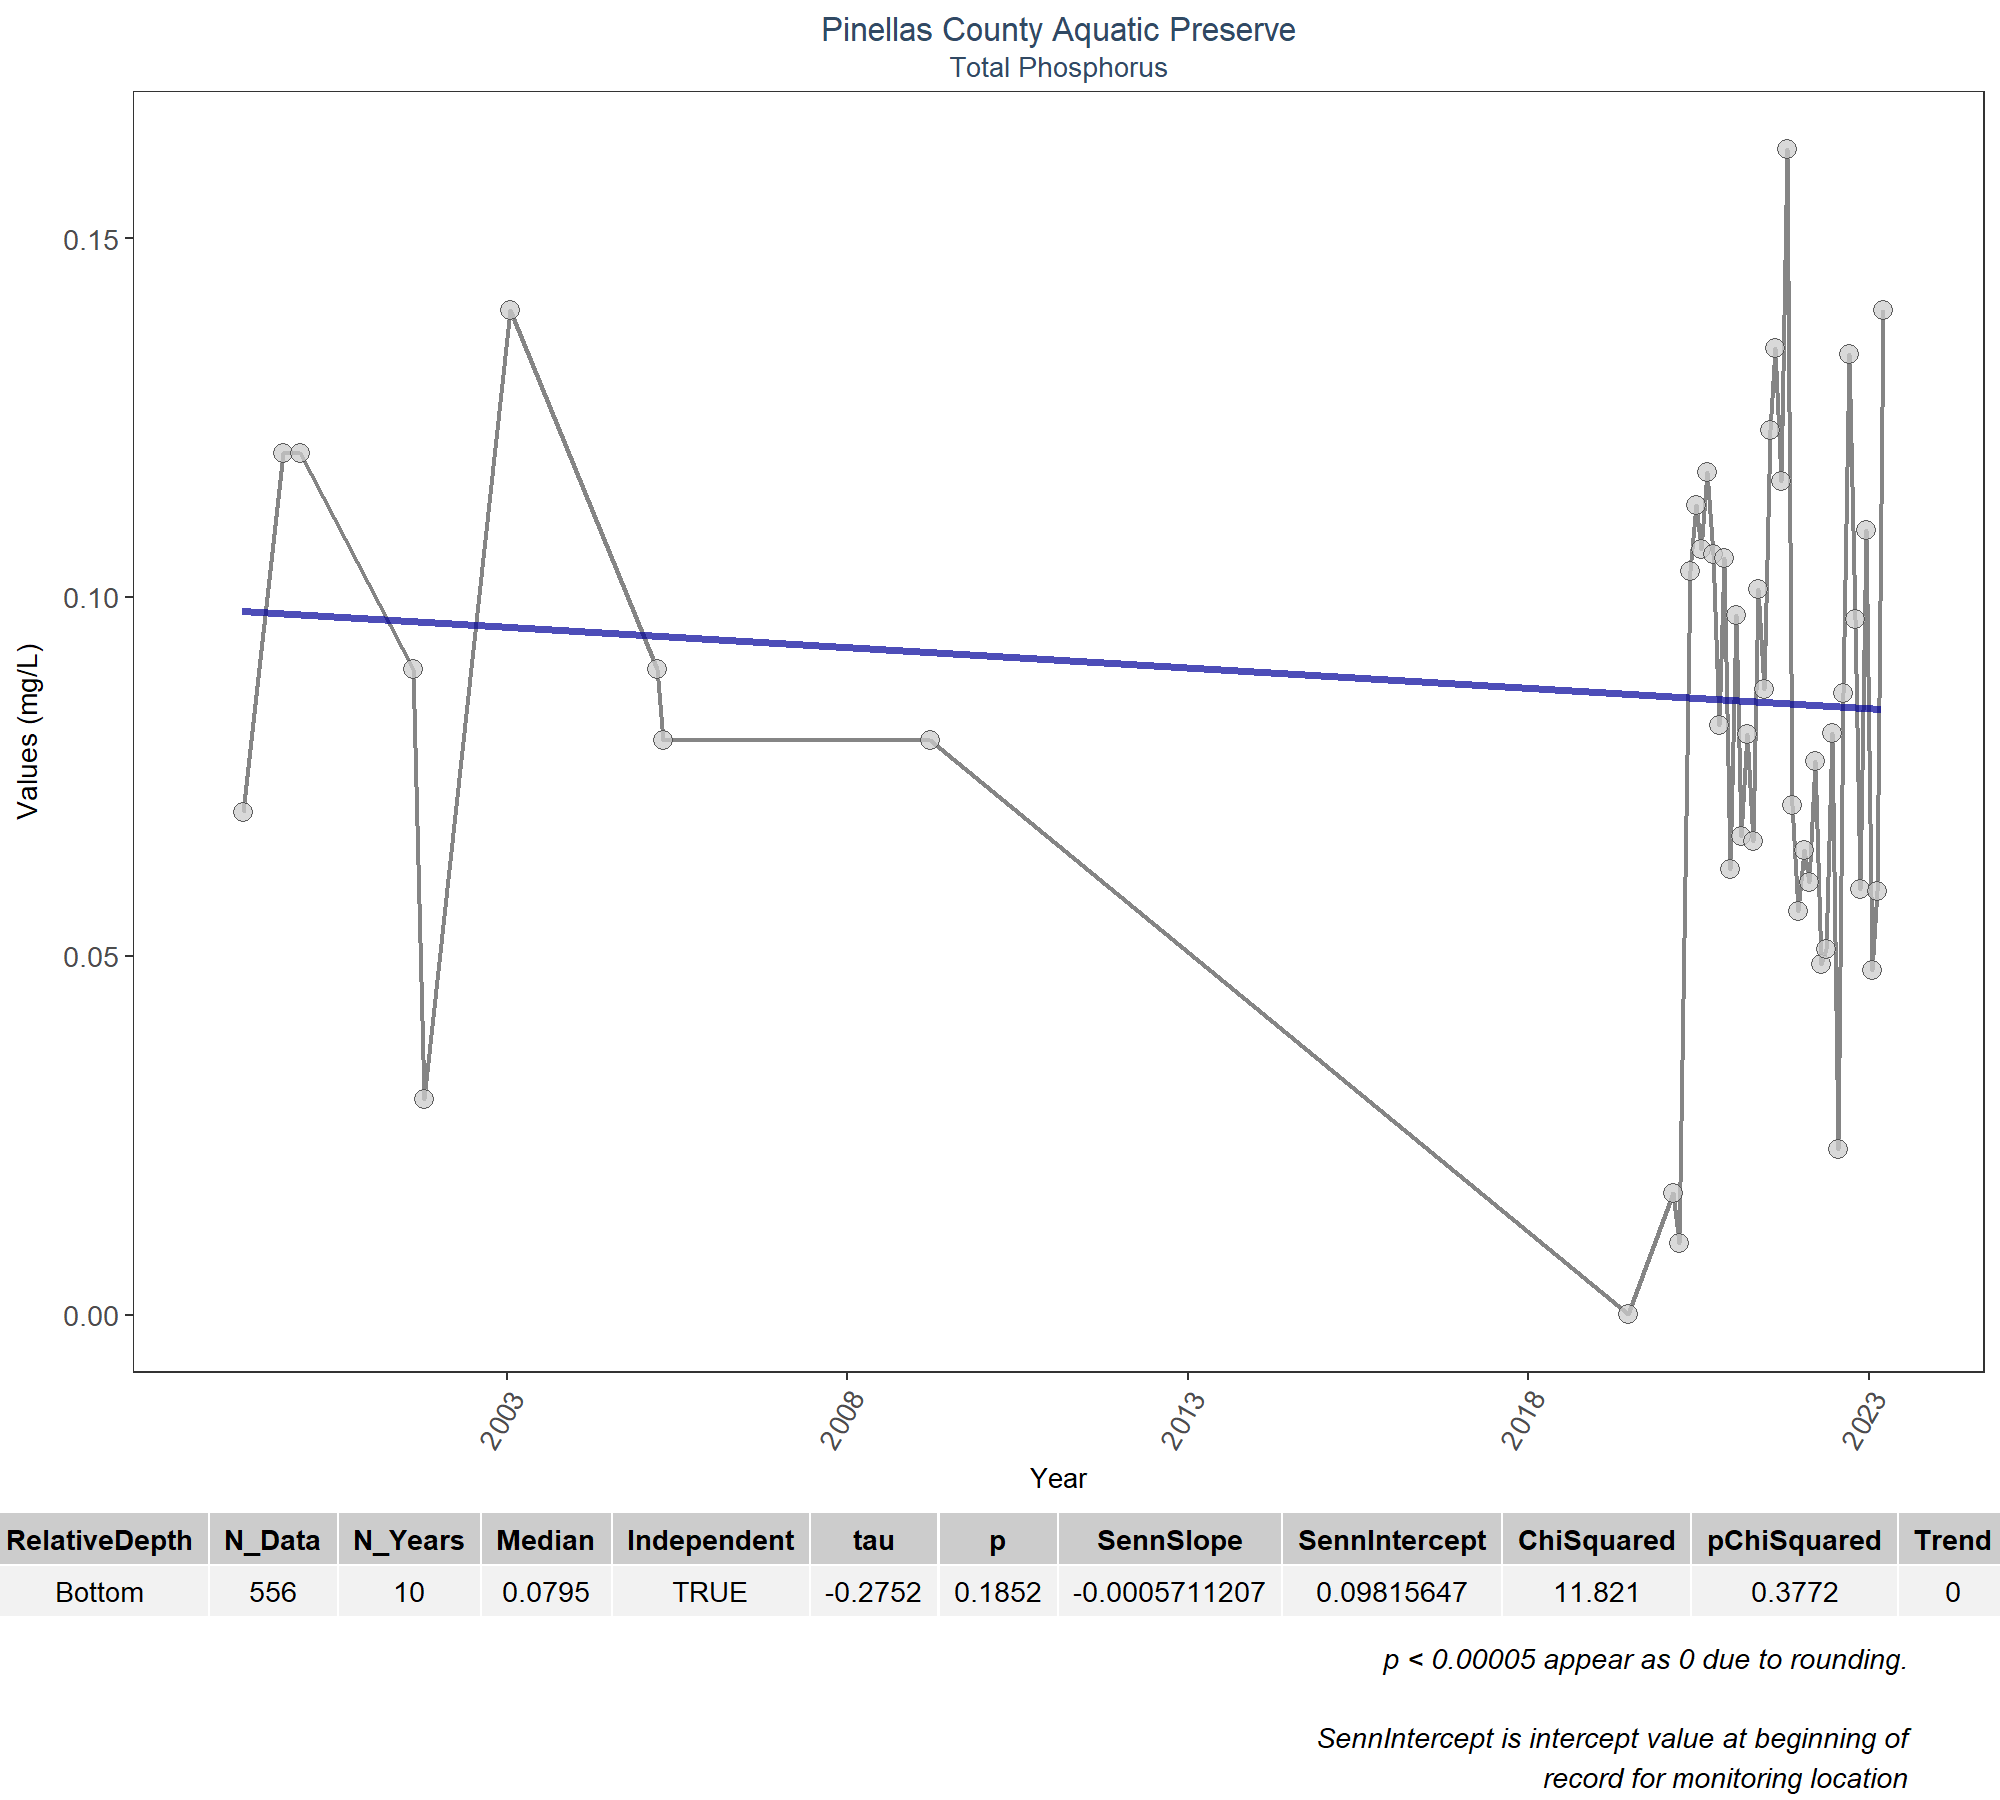 Pinellas County Aquatic Preserve
Total Phosphorus
Values (mg/L)
0.15
0.10
0.05
0.00
2003
2008
2013
2018
2023
Year
RelativeDepth N_Data N_Years Median Independent tau p SennSlope SennIntercept ChiSquared pChiSquared Trend
Bottom 556 10 0.0795 TRUE -0.2752 0.1852 -0.0005711207 0.09815647 11.821 0.3772 0
p < 0.00005 appear as 0 due to rounding.
SennIntercept is intercept value at beginning of
record for monitoring location